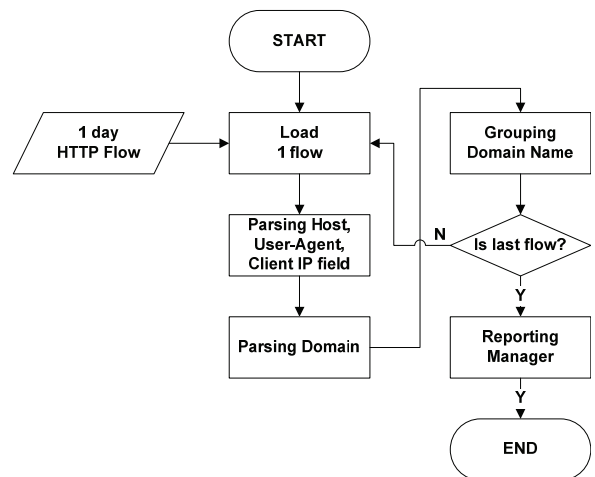 START
1 day
HTTP Flow
Load
1 flow
Parsing Host,
User-Agent,
Client IP field
Parsing Domain
Grouping
Domain Name
Is last flow?
N
Y
Reporting
Manager
Y
END